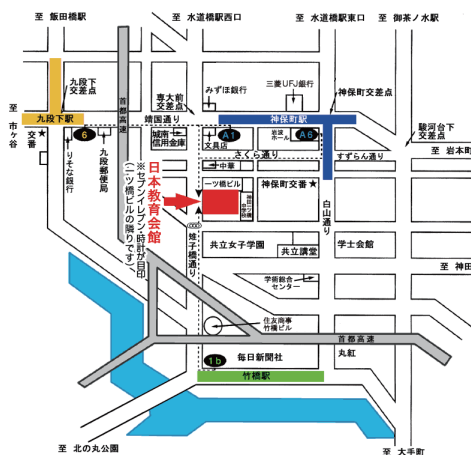 至 飯田橋駅
至 水道橋駅西口
至 水道橋駅東口
至 御茶ノ水駅
九段下
交差点
首都高速
専大前
交差点
みずほ銀行
三菱UFJ銀行
神保町交差点
至 市ヶ谷
九段下駅
靖国通り
神保町駅
駿河台下
交差点
交番★
6
りそな銀行
九段郵便局
城南
信用金庫
A1
文具店
岩波
ホール
A6
さくら通り
すずらん通り
至 岩本町
中華
日本教育会館
※セブンイレブン・時計が目印
(一ツ橋ビルの隣りです)
一ツ橋ビル
神保町交番★
白山通り
雉子橋通り
共立女子学園
共立講堂
学士会館
至 神田
学術総合
センター
住友商事
竹橋ビル
首都高速
1b
毎日新聞社
丸紅
竹橋駅
至 北の丸公園
至 大手町